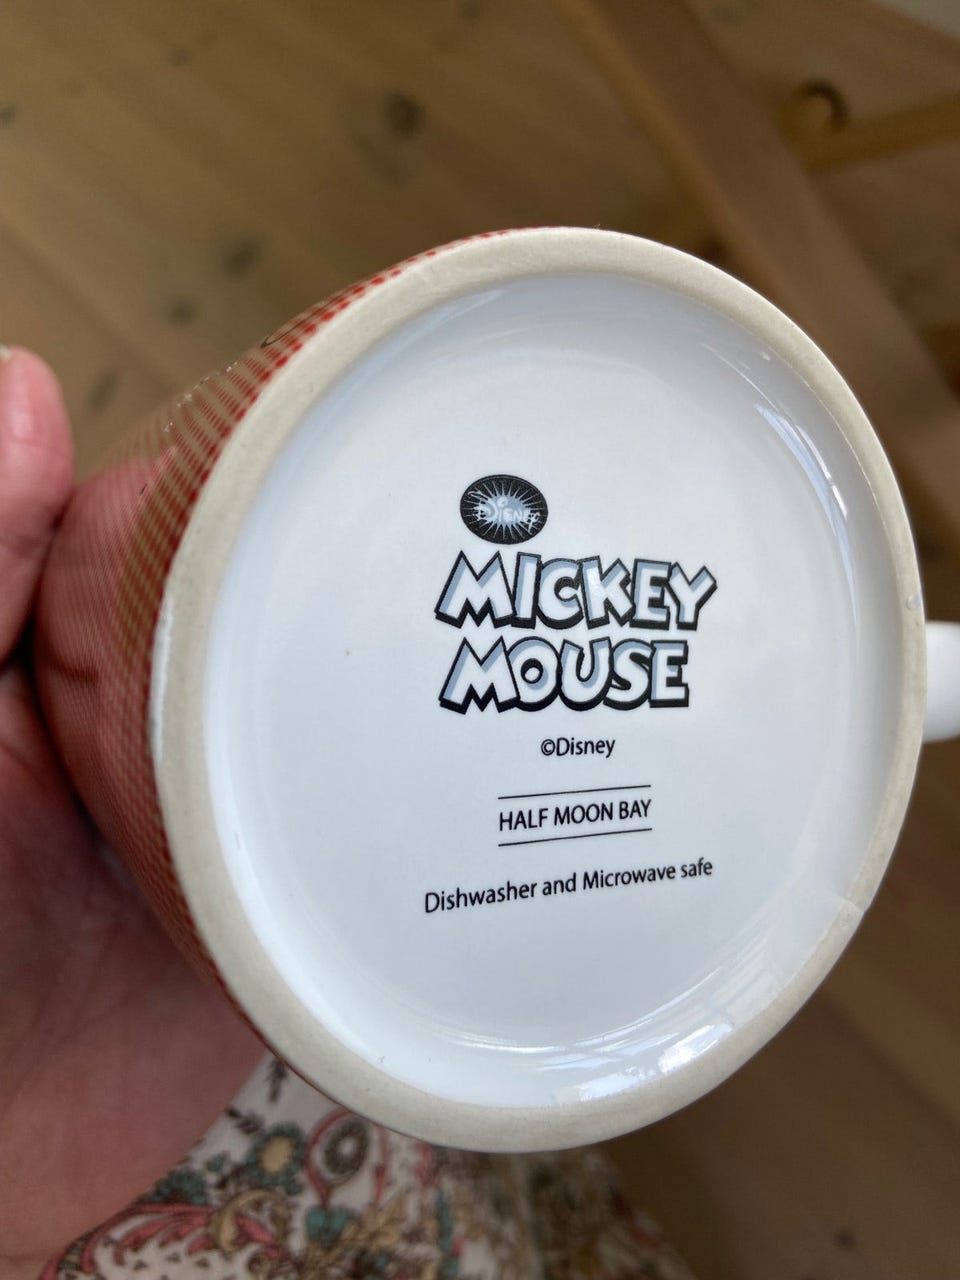 Disney
MICKEY
MOUSE
©Disney
HALF MOON BAY
Dishwasher and Microwave safe